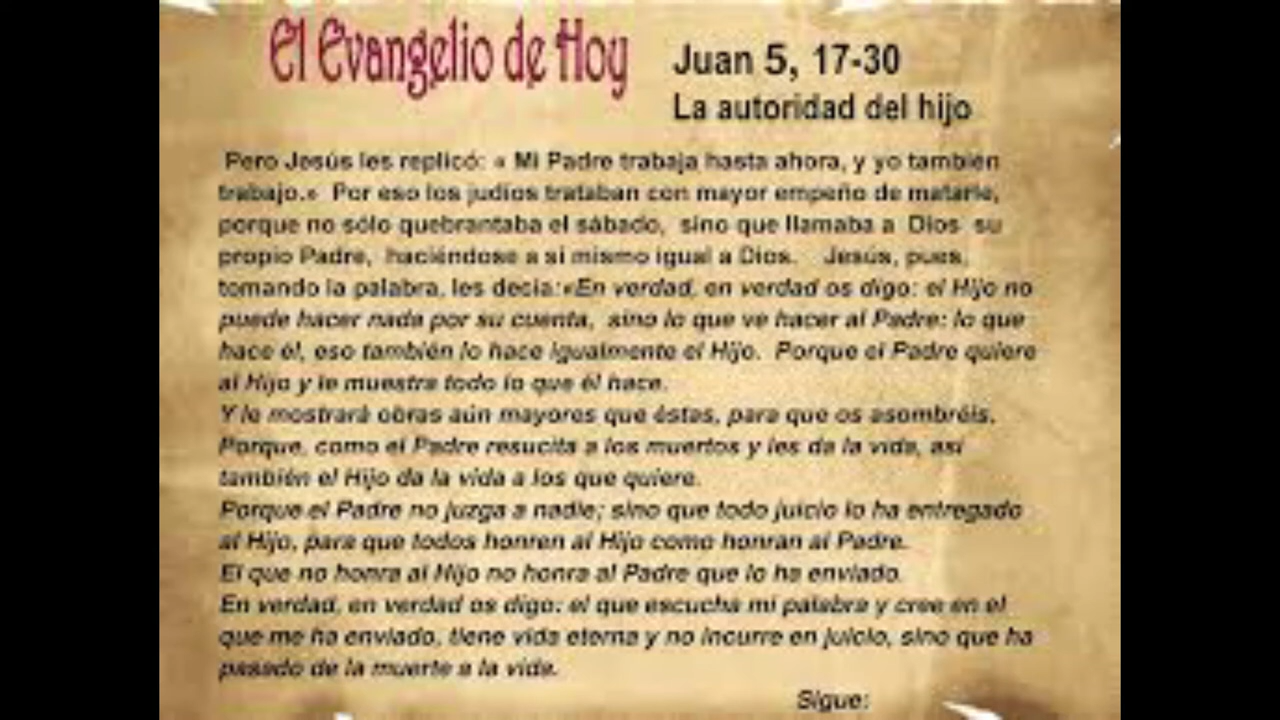 El Evangelio de Hoy
Juan 5, 17-30
La autoridad del hijo
Pero Jesús les replicó: « Mi Padre trabaja hasta ahora, y yo también
trabajo.» Por eso los judíos trataban con mayor empeño de matarle,
porque no sólo quebrantaba el sábado, sino que llamaba a Dios su
propio Padre, haciéndose a sí mismo igual a Dios. Jesús, pues,
tomando la palabra, les decía:«En verdad, en verdad os digo: el Hijo no
puede hacer nada por su cuenta, sino lo que ve hacer al Padre: lo que
hace él, eso también lo hace igualmente el Hijo. Porque el Padre quiere
al Hijo y le muestra todo lo que él hace.
Y le mostrará obras aún mayores que éstas, para que os asombréis.
Porque, como el Padre resucita a los muertos y les da la vida, así
también el Hijo da la vida a los que quiere.
Porque el Padre no juzga a nadie; sino que todo juicio lo ha entregado
al Hijo, para que todos honren al Hijo como honran al Padre.
El que no honra al Hijo no honra al Padre que lo ha enviado.
En verdad, en verdad os digo: el que escucha mi palabra y cree en el
que me ha enviado, tiene vida eterna y no incurre en juicio, sino que ha
pasado de la muerte a la vida.
Sigue: